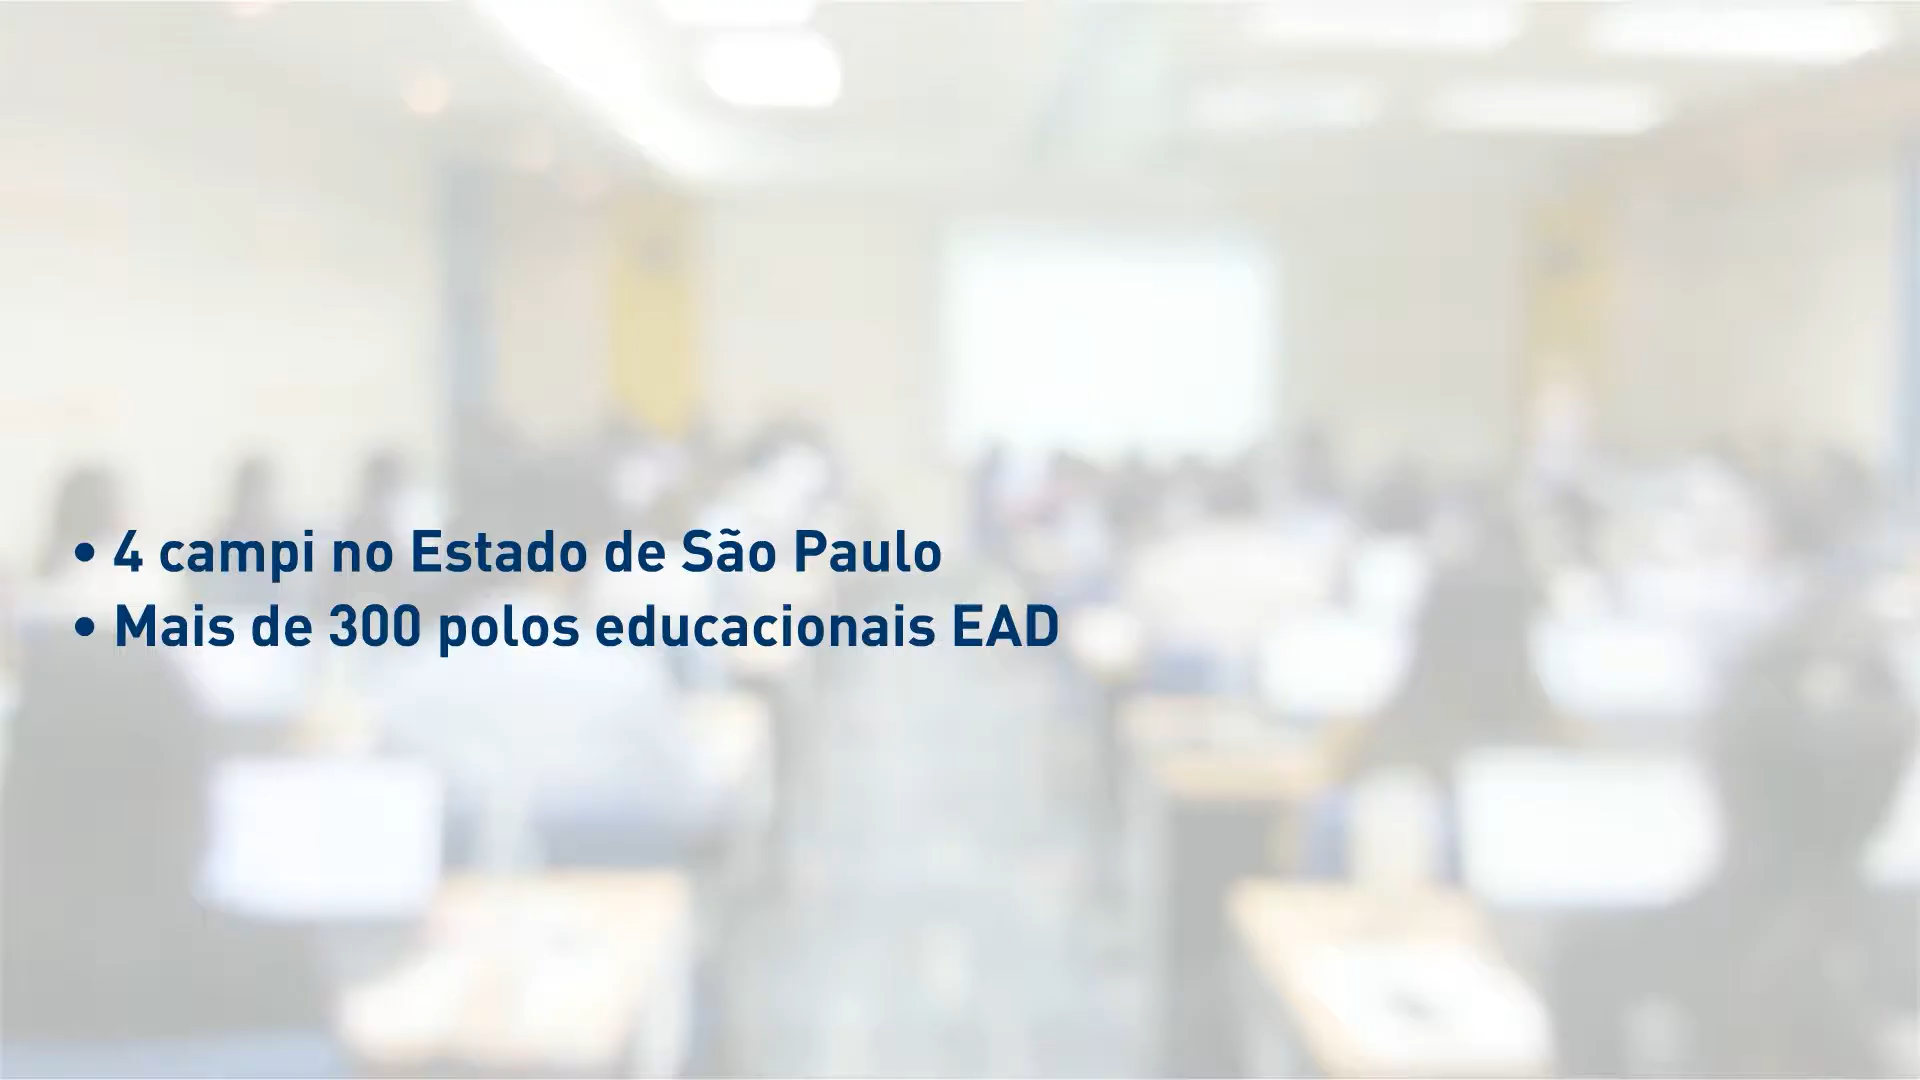 • 4 campi no Estado de São Paulo
• Mais de 300 polos educacionais EAD